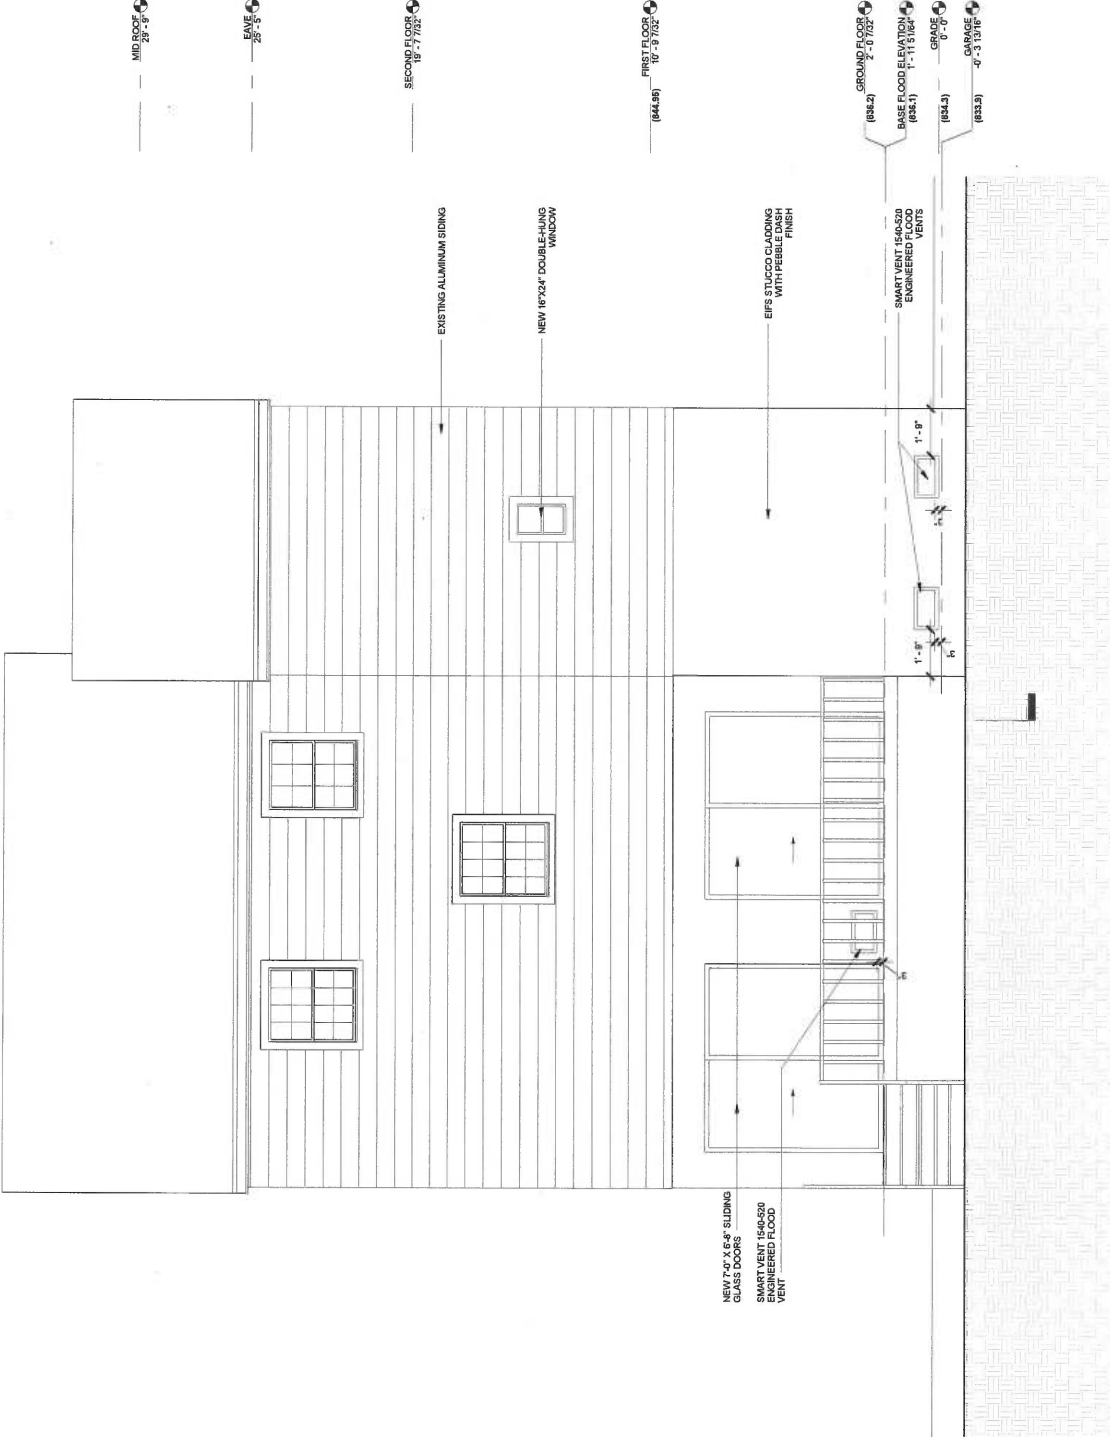 MID ROOF
29' - 9"
EAVE
25' - 5"
SECOND FLOOR
19' - 7 7/32"
FIRST FLOOR
10' - 9 7/32"
(844.95)
GROUND FLOOR
2' - 0 7/32"
(836.2)
BASE FLOOD ELEVATION
1' - 11 51/64"
(836.1)
GRADE
0' - 0"
(834.3)
GARAGE
-0' - 3 13/16"
(833.9)
EXISTING ALUMINUM SIDING
NEW 16"X24" DOUBLE-HUNG
WINDOW
EIFS STUCCO CLADDING
WITH PEBBLE DASH
FINISH
SMART VENT 1540-520
ENGINEERED FLOOD
VENTS
1' - 9"
1' - 9"
NEW 7'-0" X 6'-8" SLIDING
GLASS DOORS
SMART VENT 1540-520
ENGINEERED FLOOD
VENT